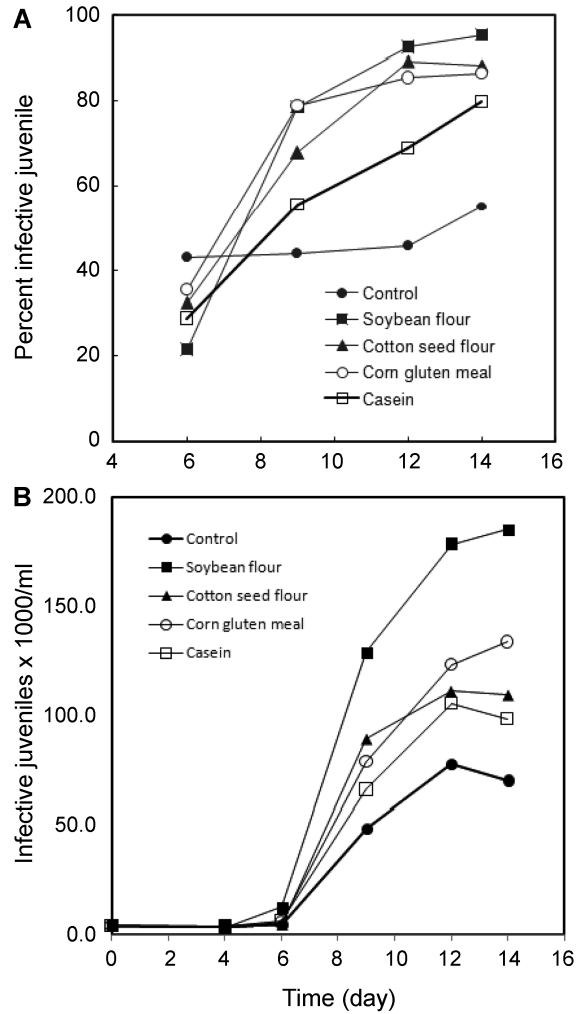 A
100
80
60
40
20
0
Percent infective juvenile
Control
Soybean flour
Cotton seed flour
Corn gluten meal
Casein
4 6 8 10 12 14 16
B
200.0
150.0
100.0
50.0
0.0
Infective juveniles x 1000/ml
Control
Soybean flour
Cotton seed flour
Corn gluten meal
Casein
0 2 4 6 8 10 12 14 16
Time (day)